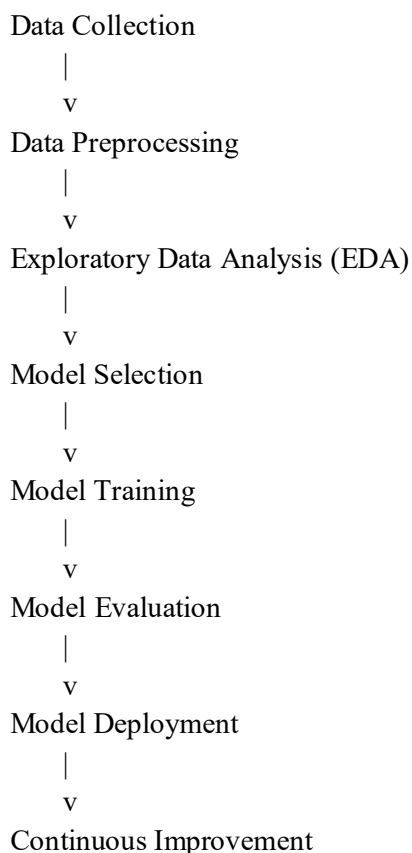 Data Collection
|
v
Data Preprocessing
|
v
Exploratory Data Analysis (EDA)
|
v
Model Selection
|
v
Model Training
|
v
Model Evaluation
|
v
Model Deployment
|
v
Continuous Improvement